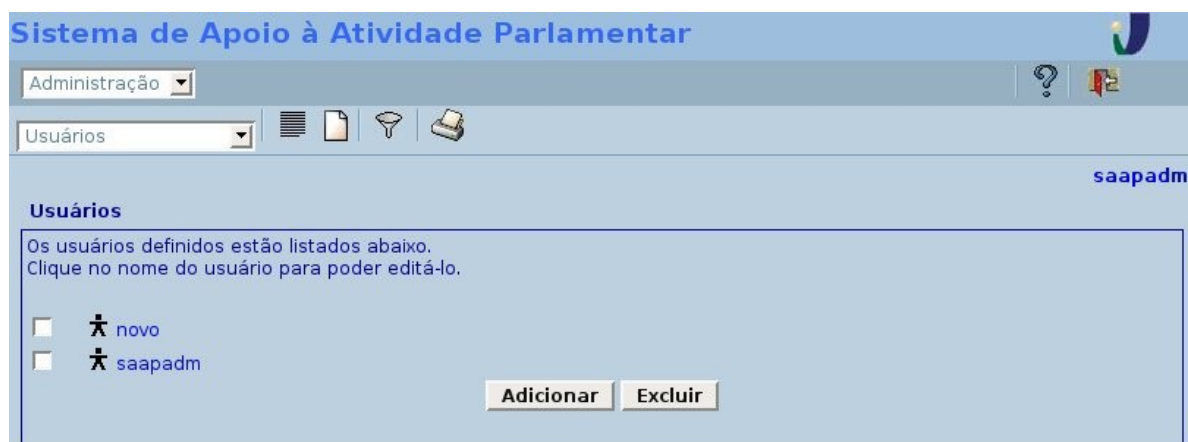 Sistema de Apoio à Atividade Parlamentar
Administração
Usuários
saapadm
Usuários
Os usuários definidos estão listados abaixo.
Clique no nome do usuário para poder editá-lo.
novo
saapadm
Adicionar Excluir